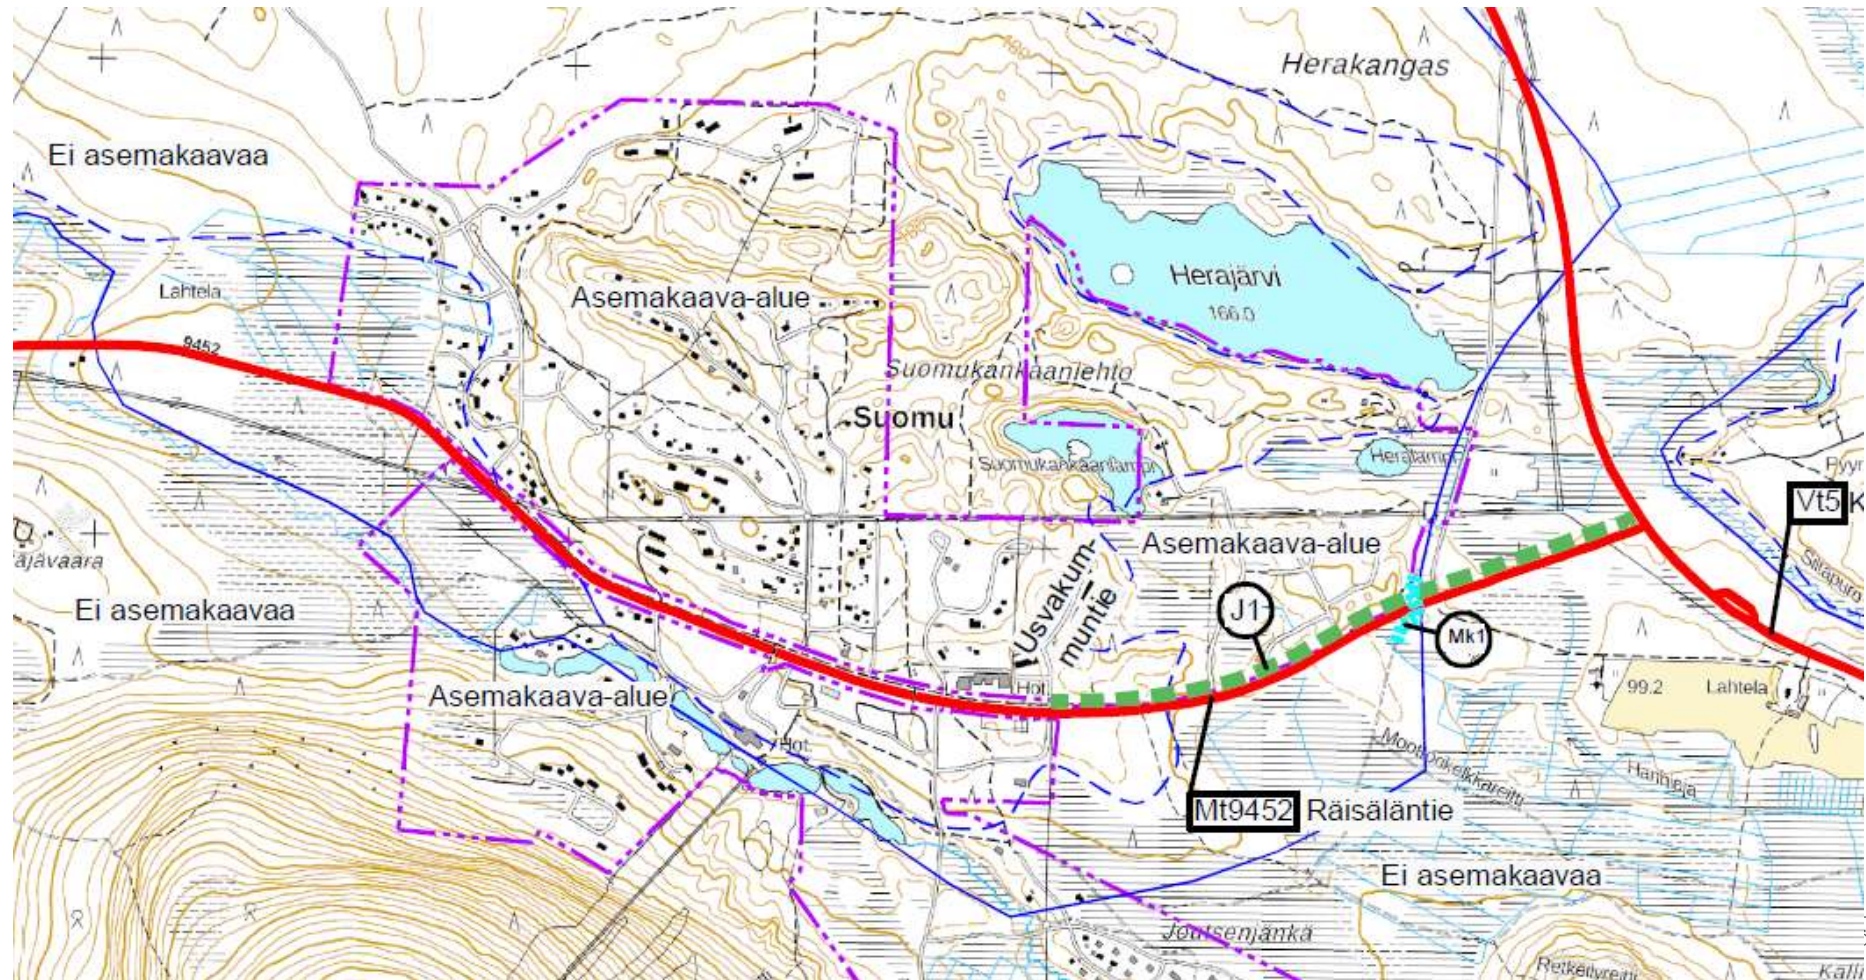 Herakangas
Ei asemakaavaa
Lahtela
Asemakaava-alue
Herajärvi
166.0
9452
Suomukankaanlehto
Suomu
Suomukankaanlampi
Heralampi
Vt5 K
Asemakaava-alue
Usvakum-
muntie
Siltapuro
Ei asemakaavaa
J1
Mk1
Hot.
99.2
Lahtela
Asemakaava-alue
Hot.
Moottorikelkkareitti
Mt9452 Räisäläntie
Ei asemakaavaa
Joutsenjänkä